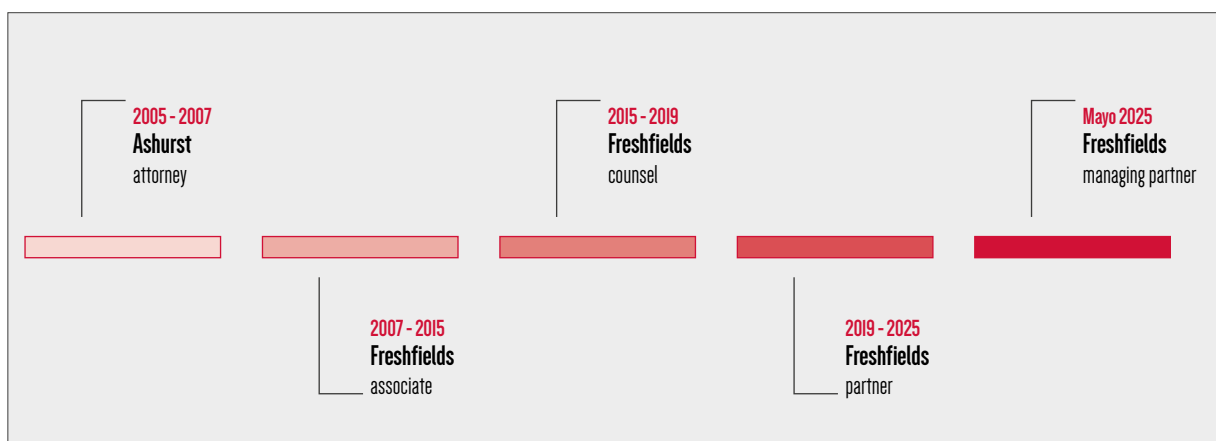 2005 - 2007
Ashurst
attorney
2007 - 2015
Freshfields
associate
2015 - 2019
Freshfields
counsel
2019 - 2025
Freshfields
partner
Mayo 2025
Freshfields
managing partner